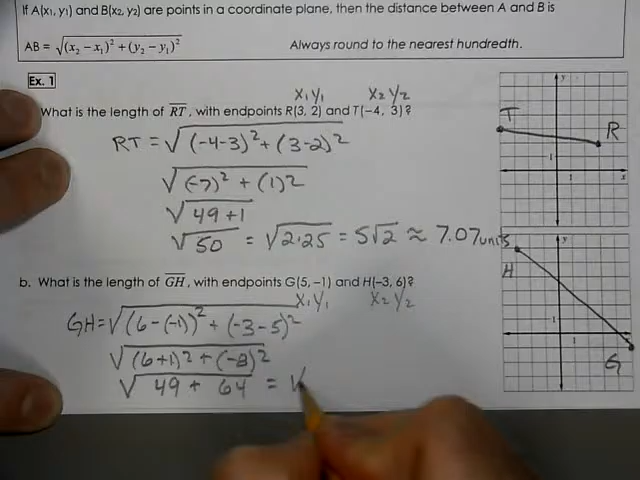 If A(x₁, y₁) and B(x₂, y₂) are points in a coordinate plane, then the distance between A and B is
AB = √(x₂ − x₁)² + (y₂ − y₁)² Always round to the nearest hundredth.
Ex. 1
x₁ y₁ x₂ y₂
What is the length of RT, with endpoints R(3, 2) and T(−4, 3)?
RT = √(-4-3)² + (3-2)²
√(-7)² + (1)²
√49+1
√50 = √2·25 = 5√2 ≈ 7.07 units
y
T
R
1
1
x
b. What is the length of GH, with endpoints G(5, −1) and H(−3, 6)?
x₁ y₁ x₂ y₂
GH = √(6-(-1))² + (-3-5)²
√(6+1)² + (-8)²
√49 + 64 = √
y
H
1
1
G